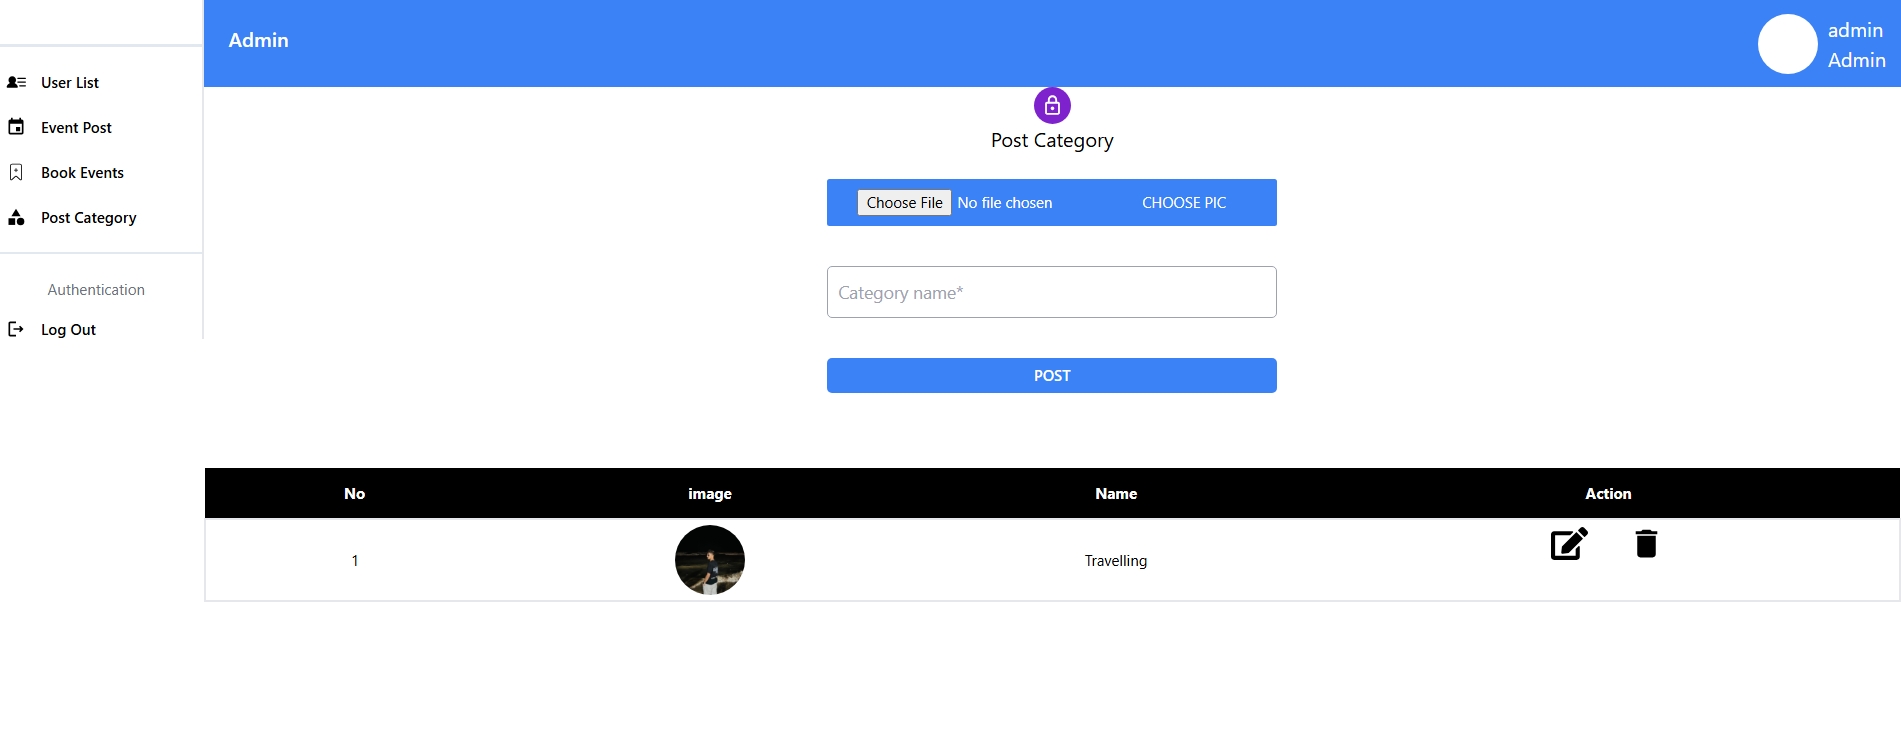 Admin
admin
Admin
User List
Event Post
Book Events
Post Category
Authentication
Log Out
Post Category
Choose File No file chosen CHOOSE PIC
Category name*
POST
No image Name Action
1 Travelling